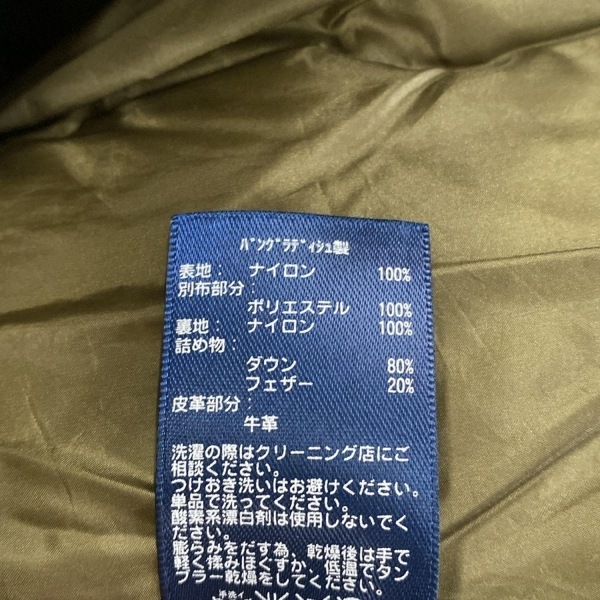 ﾊﾞﾝｸﾞﾗﾃﾞｨｼｭ製
表地: ナイロン 100%
別布部分:
ポリエステル 100%
裏地: ナイロン 100%
詰め物:
ダウン 80%
フェザー 20%
皮革部分:
牛革
洗濯の際はクリーニング店にご
相談ください。
つけおき洗いはお避けください。
単品で洗ってください。
酸素系漂白剤は使用しないでく
ださい。
膨らみをだす為、乾燥後は手で
軽く揉みほぐすか、低温でタン
ブラー乾燥をしてください。